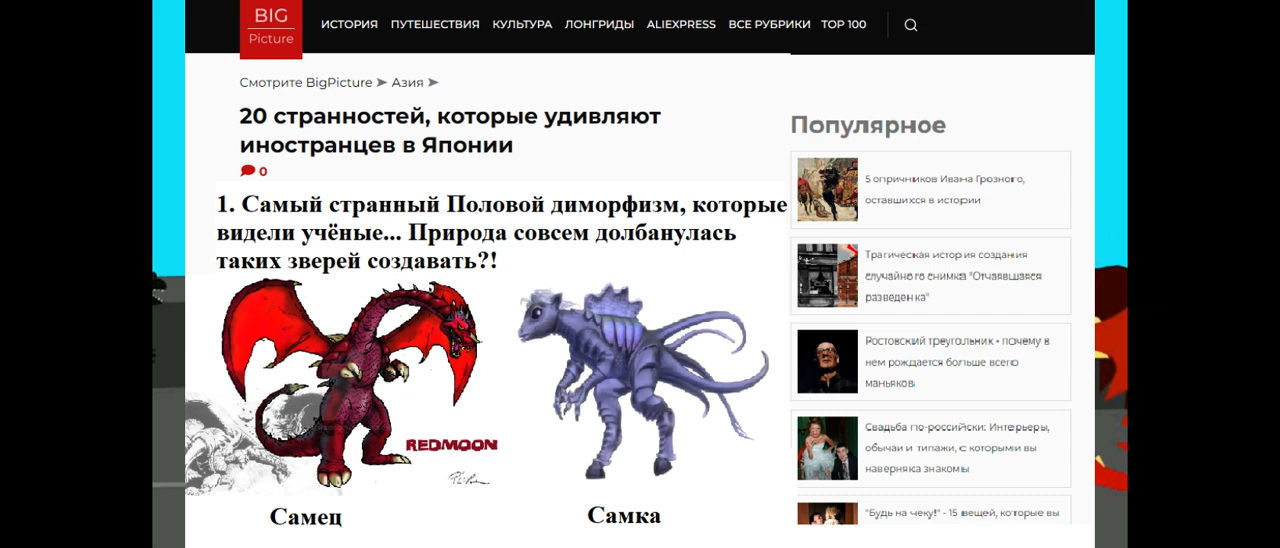 BIG
Picture
ИСТОРИЯ ПУТЕШЕСТВИЯ КУЛЬТУРА ЛОНГРИДЫ ALIEXPRESS ВСЕ РУБРИКИ TOP 100
Смотрите BigPicture ➤ Азия ➤
20 странностей, которые удивляют
иностранцев в Японии
0
1. Самый странный Половой диморфизм, которые
видели учёные... Природа совсем долбанулась
таких зверей создавать?!
REDMOON
Самец
Самка
Популярное
5 опричников Ивана Грозного,
оставшихся в истории
Трагическая история создания
случайного снимка "Отчаявшаяся
разведенка"
Ростовский треугольник - почему в
нем рождается больше всего
маньяков
Свадьба по-российски: Интерьеры,
обычаи и типажи, с которыми вы
наверняка знакомы
"Будь на чеку!" - 15 вещей, которые вы